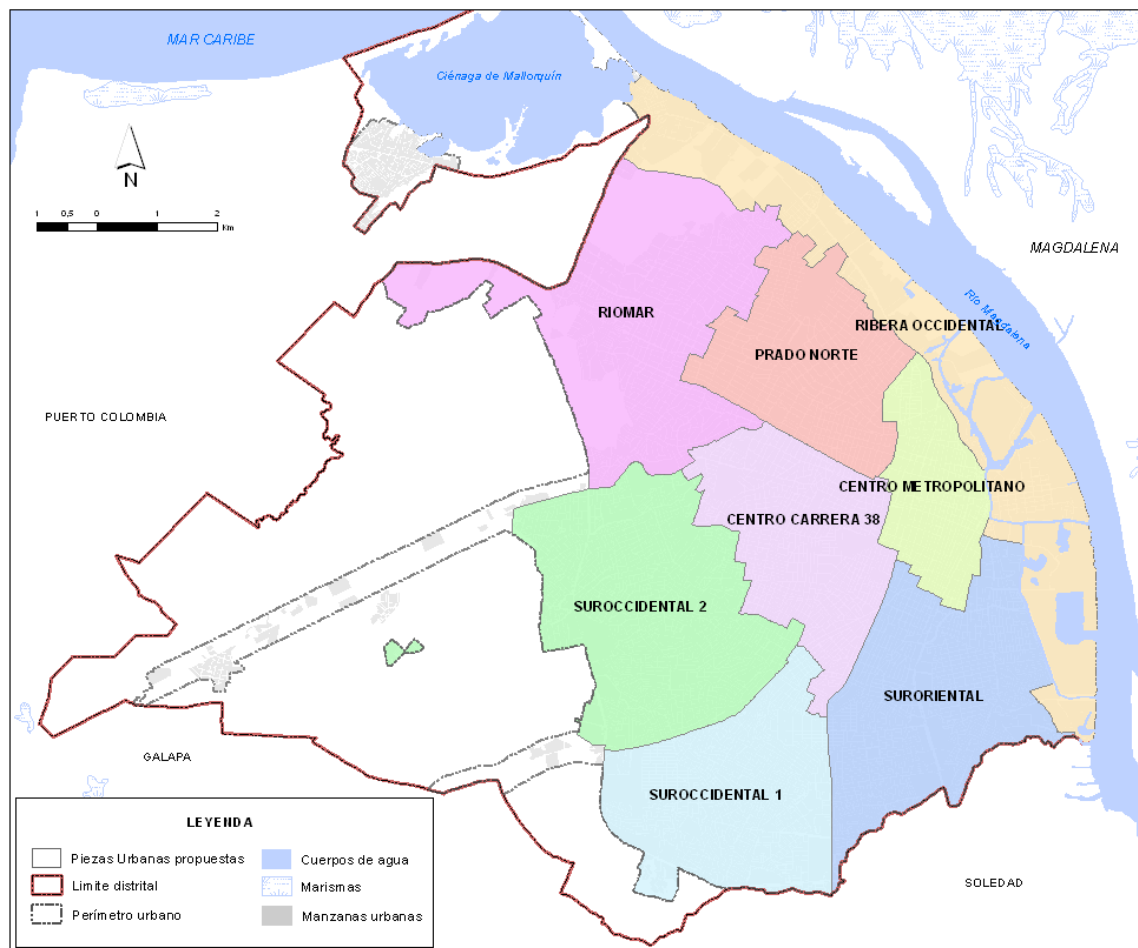 MAR CARIBE
Ciénaga de Mallorquín
N
1 0,5 0 1 2
Km
MAGDALENA
Río Magdalena
RIOMAR
RIBERA OCCIDENTAL
PRADO NORTE
PUERTO COLOMBIA
CENTRO METROPOLITANO
CENTRO CARRERA 38
SUROCCIDENTAL 2
SURORIENTAL
GALAPA
SUROCCIDENTAL 1
SOLEDAD
LEYENDA
Piezas Urbanas propuestas
Limite distrital
Perímetro urbano
Cuerpos de agua
Marismas
Manzanas urbanas